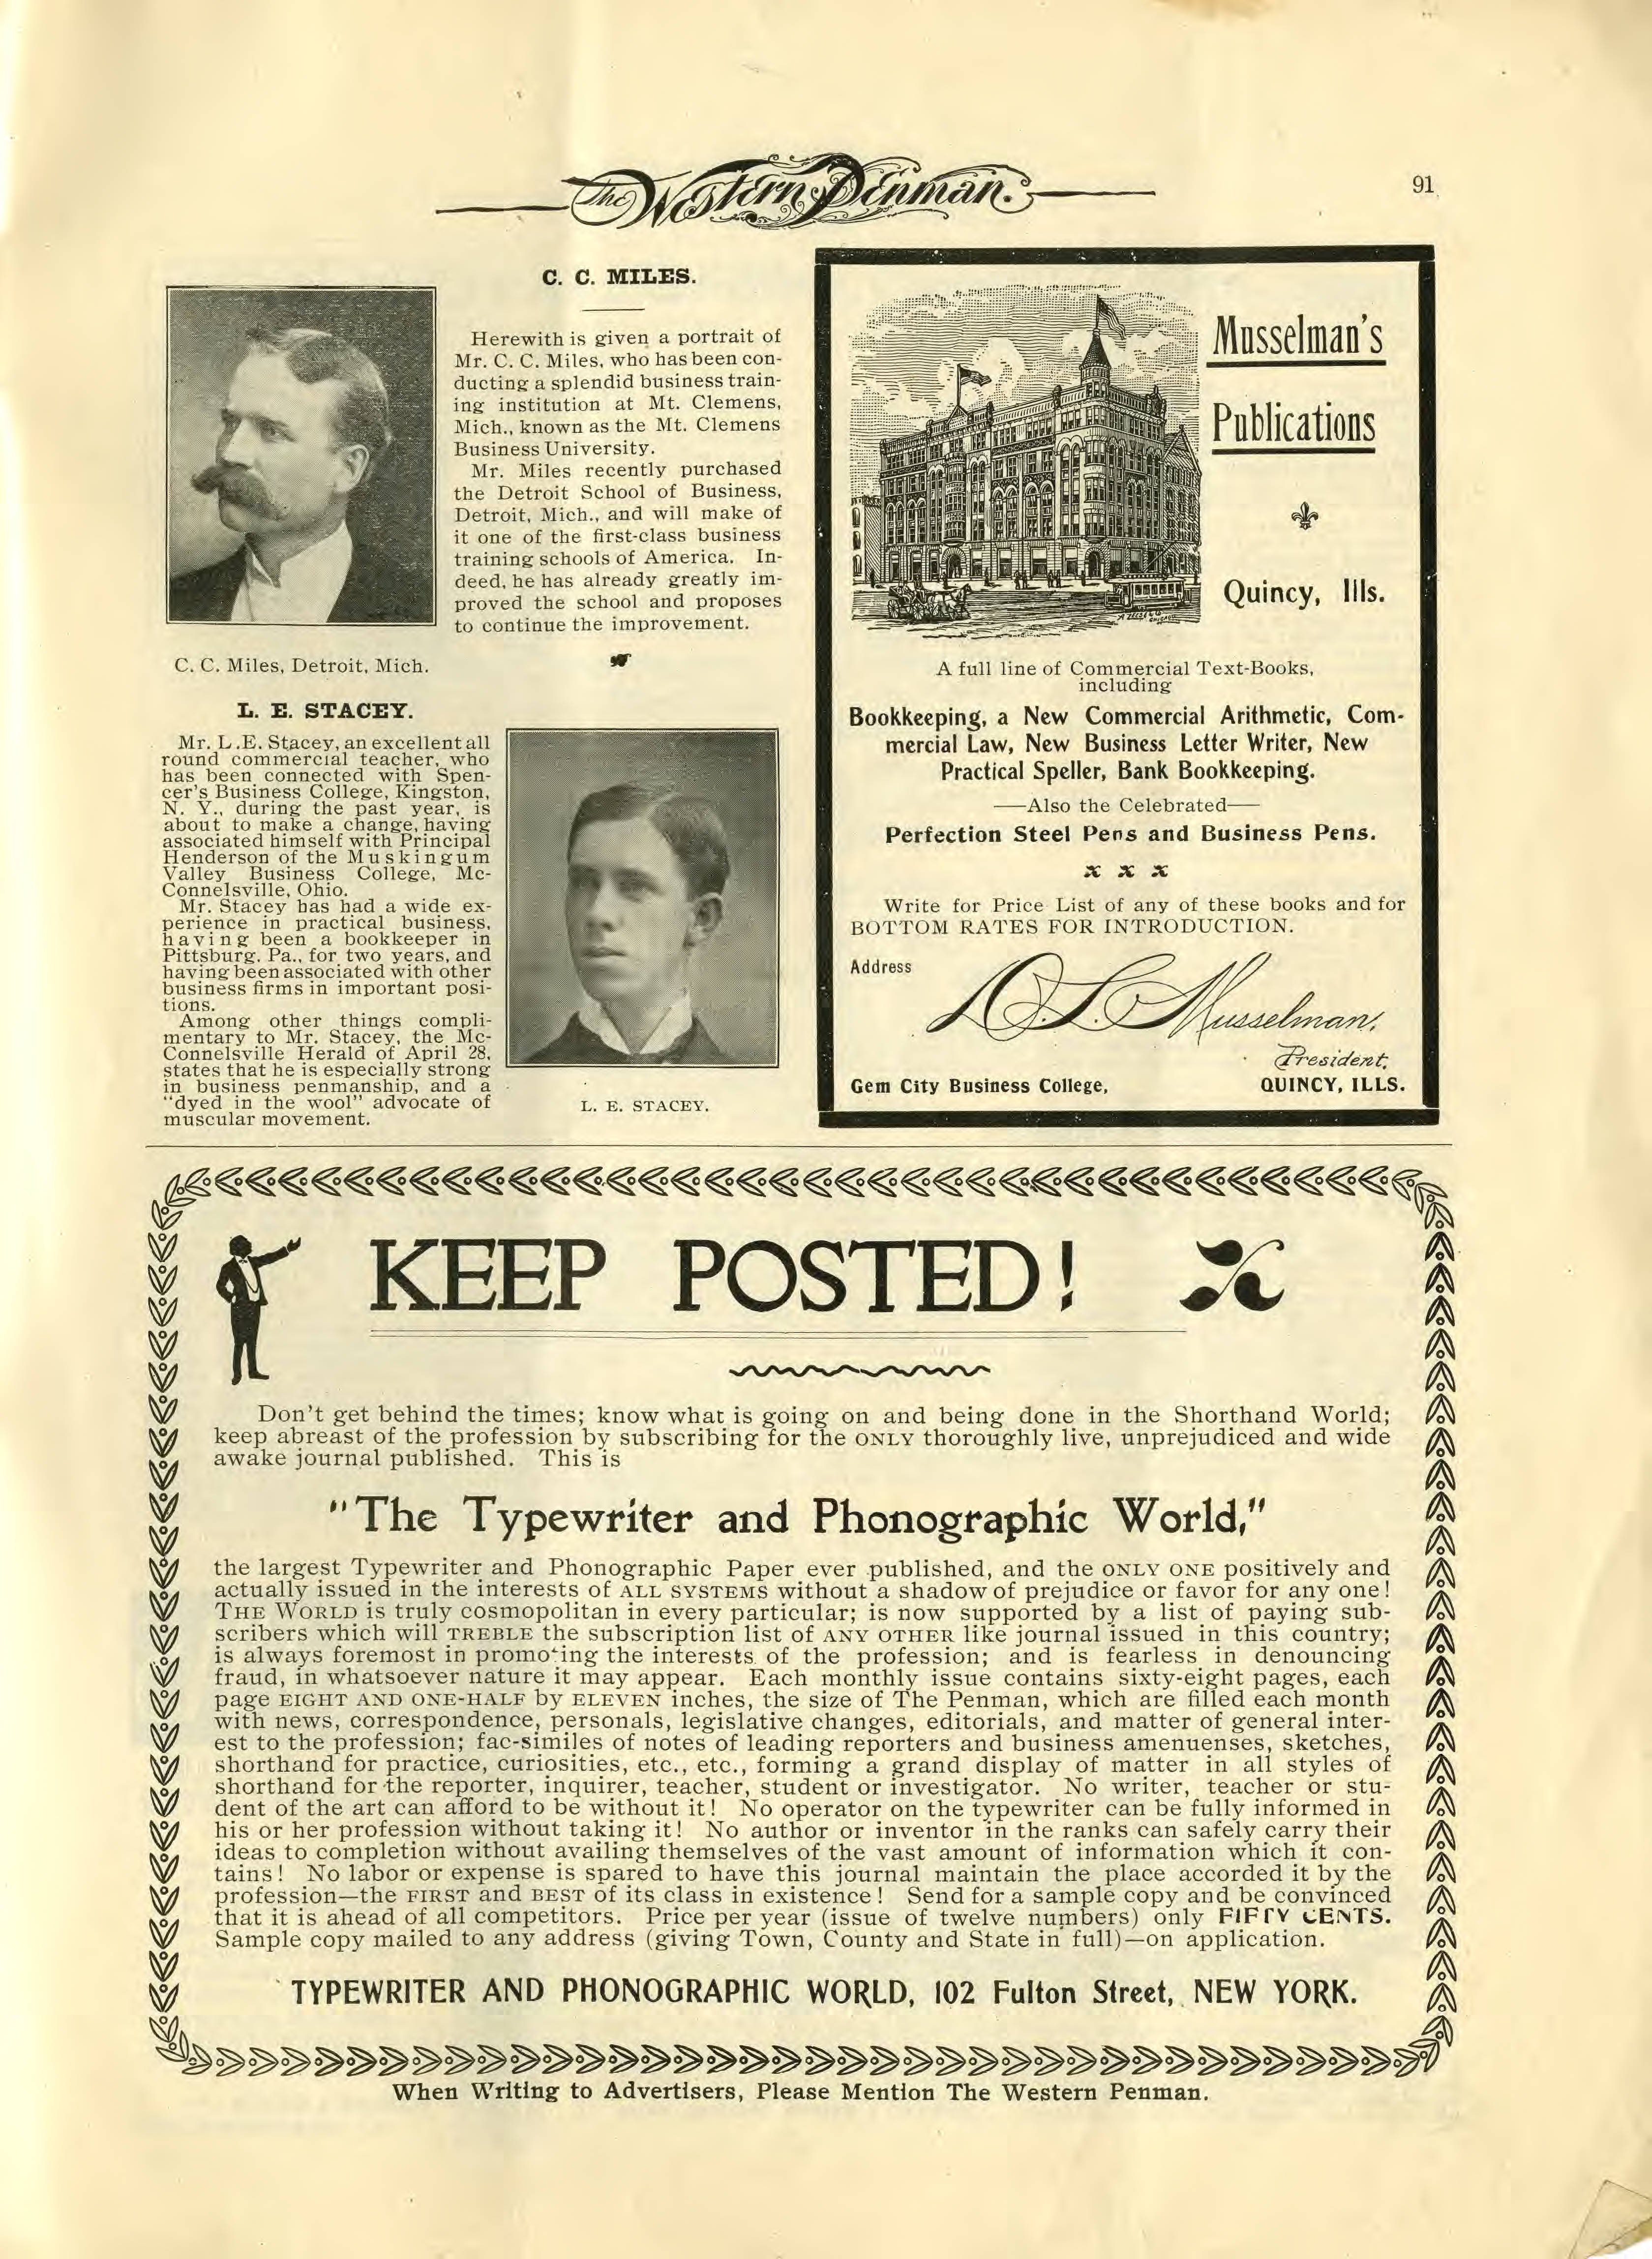 The Western Penman.
91
C. C. MILES.
Herewith is given a portrait of
Mr. C. C. Miles, who has been con-
ducting a splendid business train-
ing institution at Mt. Clemens,
Mich., known as the Mt. Clemens
Business University.
Mr. Miles recently purchased
the Detroit School of Business,
Detroit, Mich., and will make of
it one of the first-class business
training schools of America. In-
deed, he has already greatly im-
proved the school and proposes
to continue the improvement.
C. C. Miles, Detroit, Mich.
L. E. STACEY.
Mr. L .E. Stacey, an excellent all
round commercial teacher, who
has been connected with Spen-
cer's Business College, Kingston,
N. Y., during the past year, is
about to make a change, having
associated himself with Principal
Henderson of the Muskingum
Valley Business College, Mc-
Connelsville, Ohio.
Mr. Stacey has had a wide ex-
perience in practical business,
having been a bookkeeper in
Pittsburg, Pa., for two years, and
having been associated with other
business firms in important posi-
tions.
Among other things compli-
mentary to Mr. Stacey, the Mc-
Connelsville Herald of April 28,
states that he is especially strong
in business penmanship, and a
"dyed in the wool" advocate of
muscular movement.
L. E. STACEY.
Musselman's
Publications
Quincy, Ills.
A full line of Commercial Text-Books,
including
Bookkeeping, a New Commercial Arithmetic, Com-
mercial Law, New Business Letter Writer, New
Practical Speller, Bank Bookkeeping.
—Also the Celebrated—
Perfection Steel Pens and Business Pens.
Write for Price List of any of these books and for
BOTTOM RATES FOR INTRODUCTION.
Address
D. L. Musselman,
President,
Gem City Business College,
QUINCY, ILLS.
KEEP POSTED!
Don't get behind the times; know what is going on and being done in the Shorthand World;
keep abreast of the profession by subscribing for the ONLY thoroughly live, unprejudiced and wide
awake journal published. This is
"The Typewriter and Phonographic World,"
the largest Typewriter and Phonographic Paper ever published, and the ONLY ONE positively and
actually issued in the interests of ALL SYSTEMS without a shadow of prejudice or favor for any one!
THE WORLD is truly cosmopolitan in every particular; is now supported by a list of paying sub-
scribers which will TREBLE the subscription list of ANY OTHER like journal issued in this country;
is always foremost in promoting the interests of the profession; and is fearless in denouncing
fraud, in whatsoever nature it may appear. Each monthly issue contains sixty-eight pages, each
page EIGHT AND ONE-HALF by ELEVEN inches, the size of The Penman, which are filled each month
with news, correspondence, personals, legislative changes, editorials, and matter of general inter-
est to the profession; fac-similes of notes of leading reporters and business amenuenses, sketches,
shorthand for practice, curiosities, etc., etc., forming a grand display of matter in all styles of
shorthand for the reporter, inquirer, teacher, student or investigator. No writer, teacher or stu-
dent of the art can afford to be without it! No operator on the typewriter can be fully informed in
his or her profession without taking it! No author or inventor in the ranks can safely carry their
ideas to completion without availing themselves of the vast amount of information which it con-
tains! No labor or expense is spared to have this journal maintain the place accorded it by the
profession—the FIRST and BEST of its class in existence! Send for a sample copy and be convinced
that it is ahead of all competitors. Price per year (issue of twelve numbers) only FIFTY CENTS.
Sample copy mailed to any address (giving Town, County and State in full)—on application.
TYPEWRITER AND PHONOGRAPHIC WORLD, 102 Fulton Street, NEW YORK.
When Writing to Advertisers, Please Mention The Western Penman.